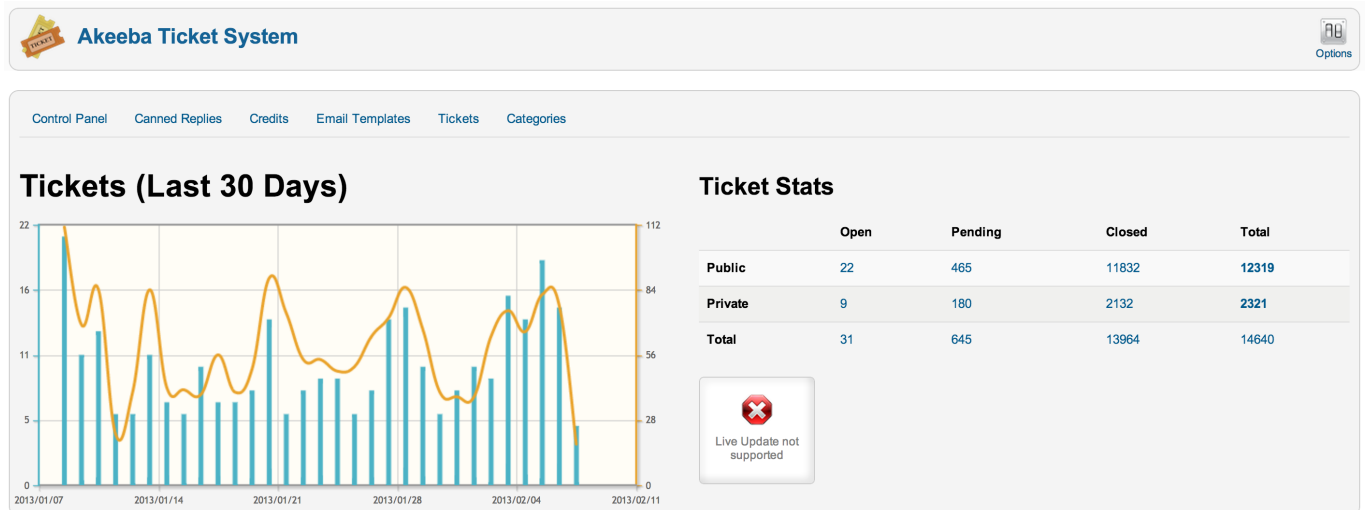 TICKET
Akeeba Ticket System
Options
Control Panel Canned Replies Credits Email Templates Tickets Categories
Tickets (Last 30 Days)
22 112
16 84
11 56
5 28
0 0
2013/01/07 2013/01/14 2013/01/21 2013/01/28 2013/02/04 2013/02/11
Ticket Stats
Open Pending Closed Total
Public 22 465 11832 12319
Private 9 180 2132 2321
Total 31 645 13964 14640
Live Update not
supported